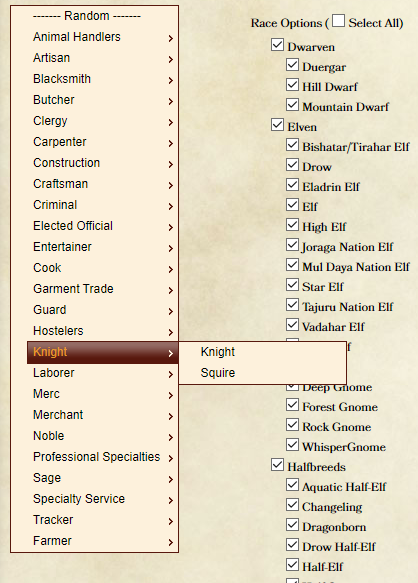 ------- Random -------
Animal Handlers
Artisan
Blacksmith
Butcher
Clergy
Carpenter
Construction
Craftsman
Criminal
Elected Official
Entertainer
Cook
Garment Trade
Guard
Hostelers
Knight
Laborer
Merc
Merchant
Noble
Professional Specialties
Sage
Specialty Service
Tracker
Farmer
Knight
Squire
Race Options ( Select All)
Dwarven
Duergar
Hill Dwarf
Mountain Dwarf
Elven
Bishatar/Tirahar Elf
Drow
Eladrin Elf
Elf
High Elf
Joraga Nation Elf
Mul Daya Nation Elf
Star Elf
Tajuru Nation Elf
Vadahar Elf
Deep Gnome
Forest Gnome
Rock Gnome
WhisperGnome
Halfbreeds
Aquatic Half-Elf
Changeling
Dragonborn
Drow Half-Elf
Half-Elf